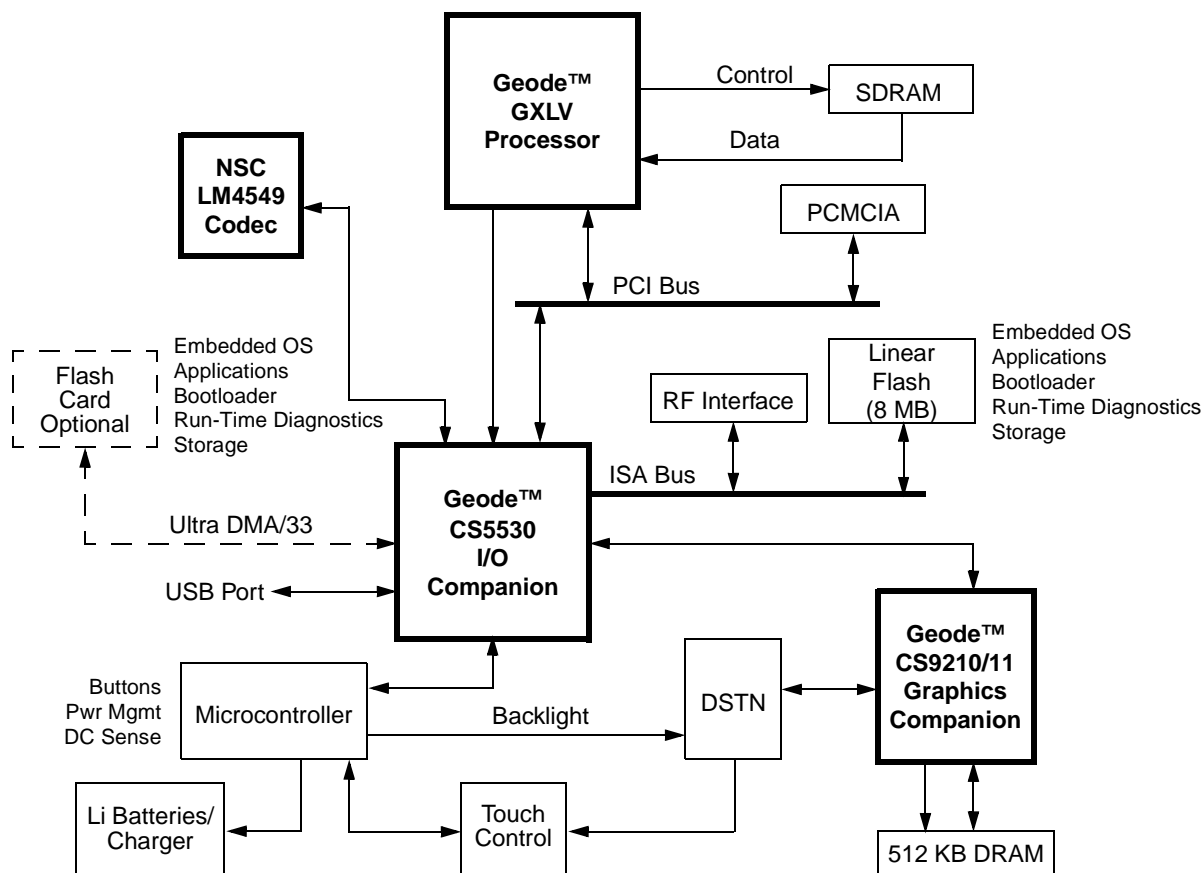 Geode™
GXLV
Processor
Control
SDRAM
Data
NSC
LM4549
Codec
PCMCIA
PCI Bus
Flash
Card
Optional
Embedded OS
Applications
Bootloader
Run-Time Diagnostics
Storage
RF Interface
Linear
Flash
(8 MB)
Embedded OS
Applications
Bootloader
Run-Time Diagnostics
Storage
ISA Bus
Geode™
CS5530
I/O
Companion
Ultra DMA/33
USB Port
Geode™
CS9210/11
Graphics
Companion
Buttons
Pwr Mgmt
DC Sense
Microcontroller
Backlight
DSTN
Li Batteries/
Charger
Touch
Control
512 KB DRAM